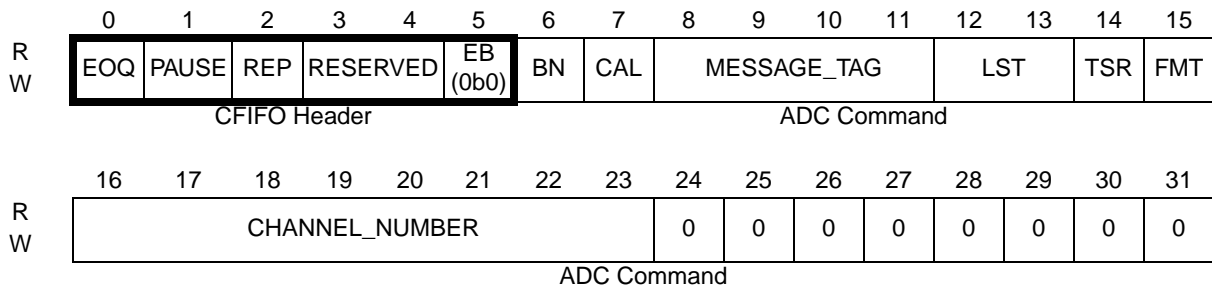 0 1 2 3 4 5 6 7 8 9 10 11 12 13 14 15
R
W
EOQ PAUSE REP RESERVED EB (0b0) BN CAL MESSAGE_TAG LST TSR FMT
CFIFO Header ADC Command
16 17 18 19 20 21 22 23 24 25 26 27 28 29 30 31
R
W
CHANNEL_NUMBER 0 0 0 0 0 0 0 0
ADC Command